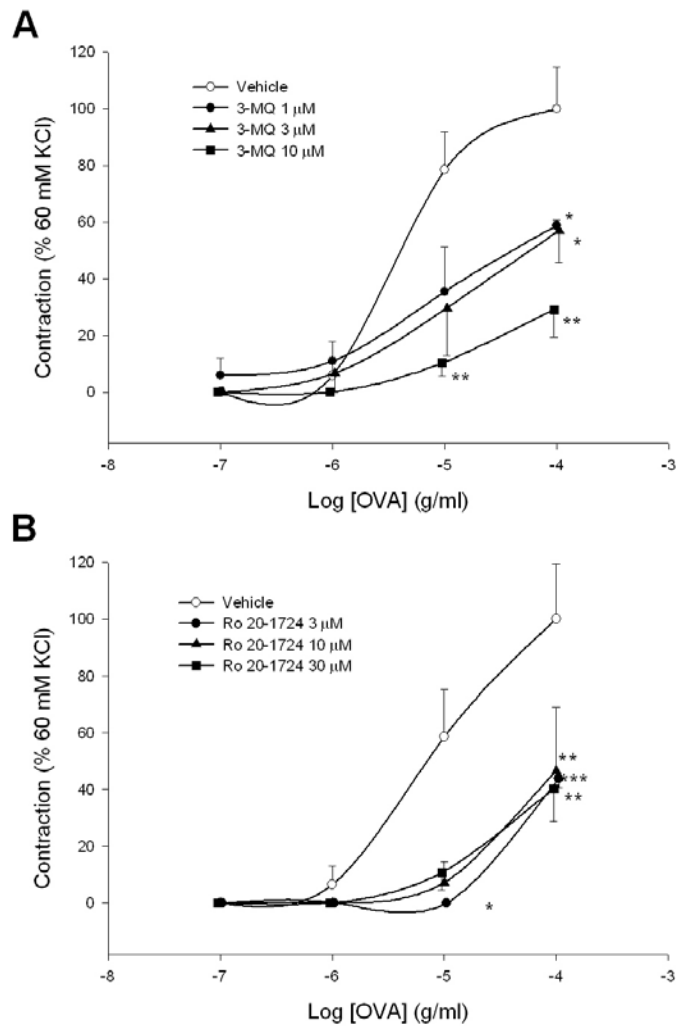 A
120
100
80
60
40
20
0
Contraction (% 60 mM KCl)
Vehicle
3-MQ 1 μM
3-MQ 3 μM
3-MQ 10 μM
*
*
**
**
-8
-7
-6
-5
-4
-3
Log [OVA] (g/ml)
B
120
100
80
60
40
20
0
Contraction (% 60 mM KCl)
Vehicle
Ro 20-1724 3 μM
Ro 20-1724 10 μM
Ro 20-1724 30 μM
**
***
**
*
-8
-7
-6
-5
-4
-3
Log [OVA] (g/ml)